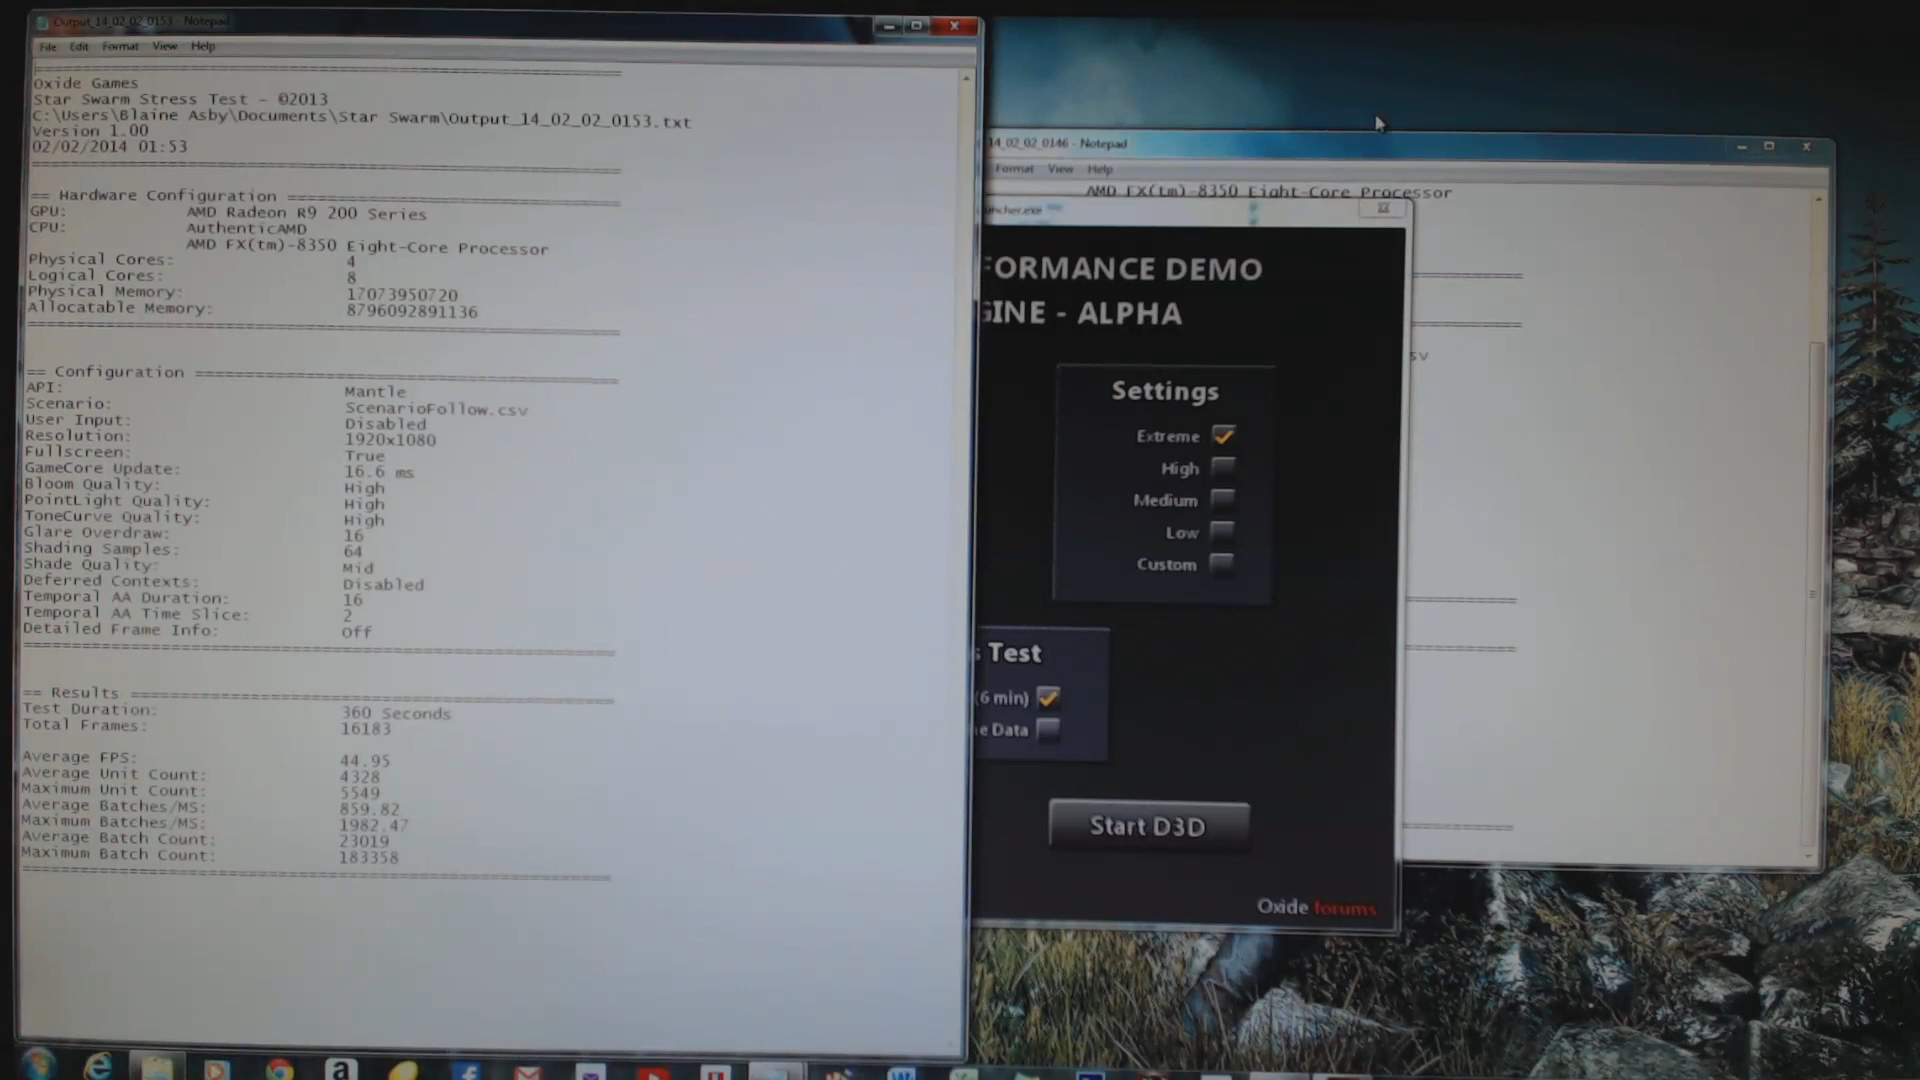 Output_14_02_02_0153 - Notepad
File Edit Format View Help
Oxide Games
Star Swarm Stress Test - ©2013
C:\Users\Blaine Asby\Documents\Star Swarm\Output_14_02_02_0153.txt
Version 1.00
02/02/2014 01:53
== Hardware Configuration
GPU: AMD Radeon R9 200 Series
CPU: AuthenticAMD
AMD FX(tm)-8350 Eight-Core Processor
Physical Cores: 4
Logical Cores: 8
Physical Memory: 17073950720
Allocatable Memory: 8796092891136
== Configuration
API: Mantle
Scenario: ScenarioFollow.csv
User Input: Disabled
Resolution: 1920x1080
Fullscreen: True
GameCore Update: 16.6 ms
Bloom Quality: High
PointLight Quality: High
ToneCurve Quality: High
Glare Overdraw: 16
Shading Samples: 64
Shade Quality: Mid
Deferred Contexts: Disabled
Temporal AA Duration: 16
Temporal AA Time Slice: 2
Detailed Frame Info: Off
== Results
Test Duration: 360 Seconds
Total Frames: 16183
Average FPS: 44.95
Average Unit Count: 4328
Maximum Unit Count: 5549
Average Batches/MS: 859.82
Maximum Batches/MS: 1982.47
Average Batch Count: 23019
Maximum Batch Count: 183358
14_02_02_0146 - Notepad
Format View Help
AMD FX(tm)-8350 Eight-Core Processor
uncher.exe
FORMANCE DEMO
GINE - ALPHA
Settings
Extreme
High
Medium
Low
Custom
s Test
(6 min)
e Data
Start D3D
Oxide forums
sv